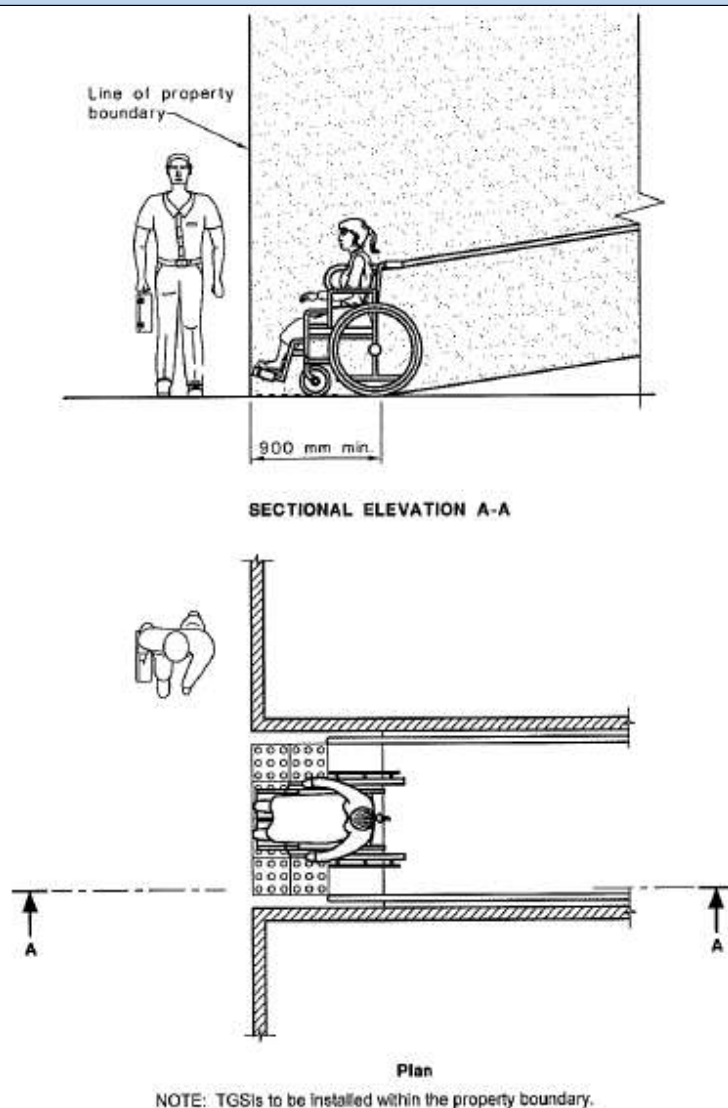 Line of property
boundary
900 mm min.
SECTIONAL ELEVATION A-A
A
A
Plan
NOTE: TGSIs to be installed within the property boundary.